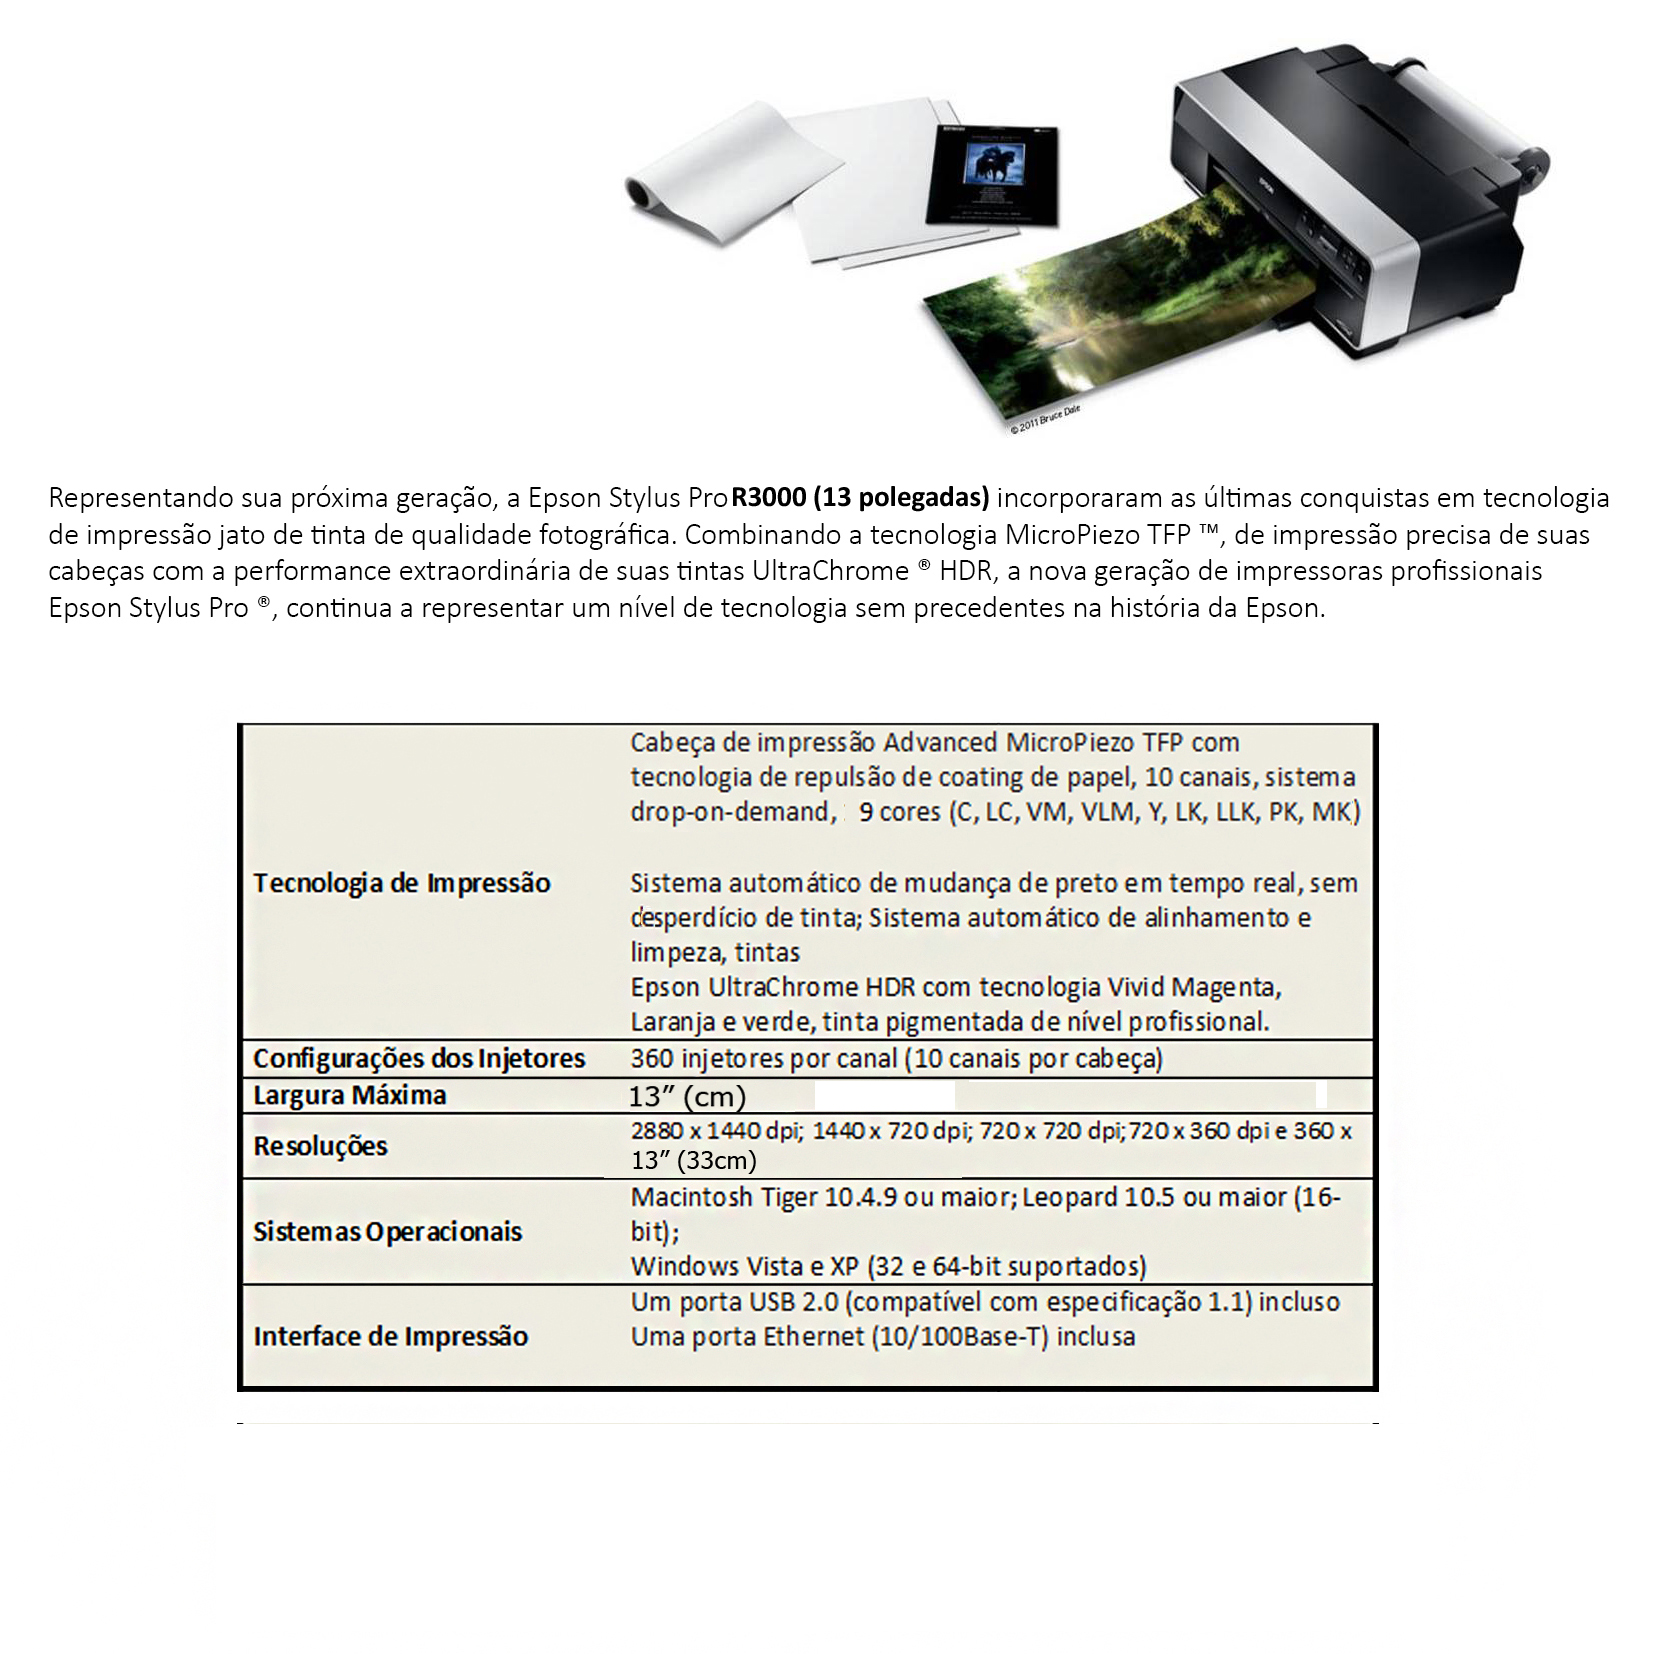 EPSON
© 2011 Bruce Dale
Representando sua próxima geração, a Epson Stylus Pro R3000 (13 polegadas) incorporaram as últimas conquistas em tecnologia
de impressão jato de tinta de qualidade fotográfica. Combinando a tecnologia MicroPiezo TFP ™, de impressão precisa de suas
cabeças com a performance extraordinária de suas tintas UltraChrome ® HDR, a nova geração de impressoras profissionais
Epson Stylus Pro ®, continua a representar um nível de tecnologia sem precedentes na história da Epson.
Tecnologia de Impressão
Cabeça de impressão Advanced MicroPiezo TFP com
tecnologia de repulsão de coating de papel, 10 canais, sistema
drop-on-demand, 9 cores (C, LC, VM, VLM, Y, LK, LLK, PK, MK)
Sistema automático de mudança de preto em tempo real, sem
desperdício de tinta; Sistema automático de alinhamento e
limpeza, tintas
Epson UltraChrome HDR com tecnologia Vivid Magenta,
Laranja e verde, tinta pigmentada de nível profissional.
Configurações dos Injetores
360 injetores por canal (10 canais por cabeça)
Largura Máxima
13” (cm)
Resoluções
2880 x 1440 dpi; 1440 x 720 dpi; 720 x 720 dpi; 720 x 360 dpi e 360 x
13” (33cm)
Sistemas Operacionais
Macintosh Tiger 10.4.9 ou maior; Leopard 10.5 ou maior (16-
bit);
Windows Vista e XP (32 e 64-bit suportados)
Interface de Impressão
Um porta USB 2.0 (compatível com especificação 1.1) incluso
Uma porta Ethernet (10/100Base-T) inclusa